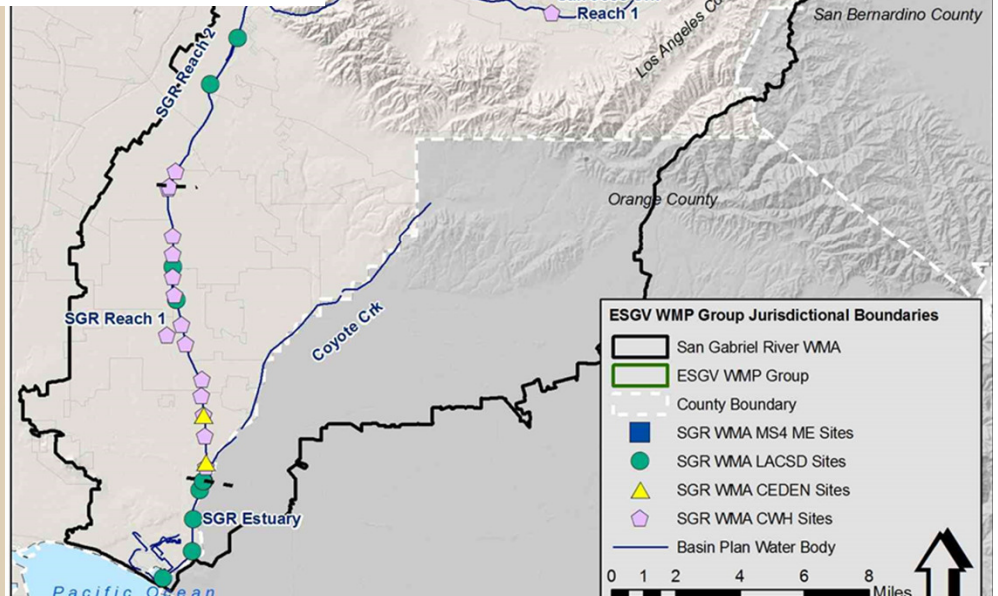 Reach 1
San Bernardino County
Los Angeles Co
SGR Reach 2
Orange County
SGR Reach 1
Coyote Crk
ESGV WMP Group Jurisdictional Boundaries
San Gabriel River WMA
ESGV WMP Group
County Boundary
SGR WMA MS4 ME Sites
SGR WMA LACSD Sites
SGR WMA CEDEN Sites
SGR WMA CWH Sites
Basin Plan Water Body
SGR Estuary
0 1 2 4 6 8
Miles
Pacific Ocean